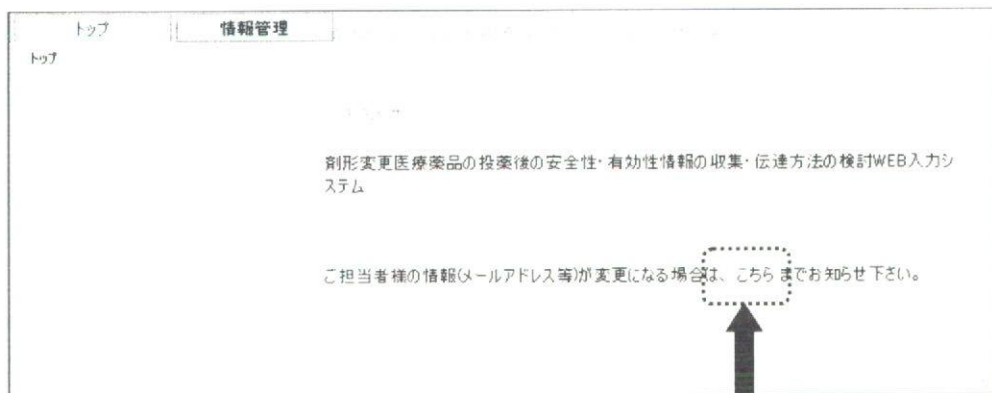 トップ
情報管理
トップ
剤形変更医療薬品の投薬後の安全性・有効性情報の収集・伝達方法の検討WEB入力シ
ステム
ご担当者様の情報(メールアドレス等)が変更になる場合は、こちらまでお知らせ下さい。